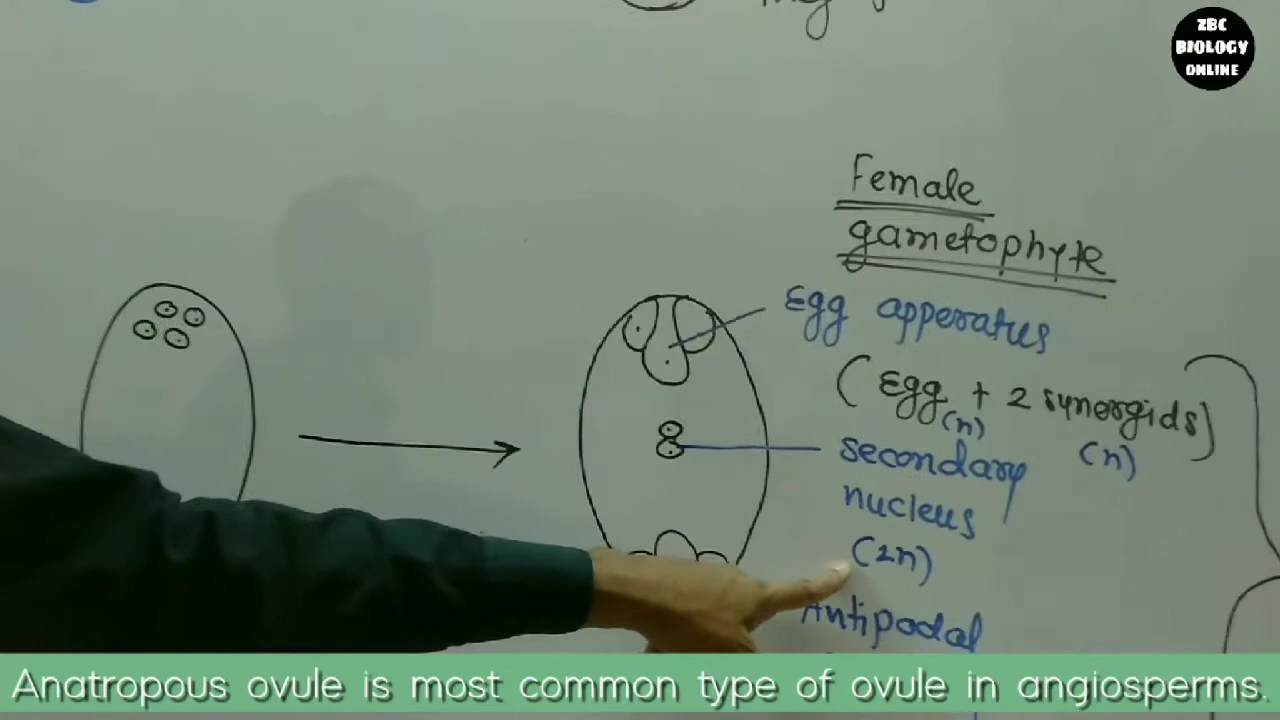 ZBC
BIOLOGY
ONLINE
Female
gametophyte
Egg apperatus
(Egg + 2 synergids)
(n)
(n)
secondary
nucleus
(2n)
Antipodal
Anatropous ovule is most common type of ovule in angiosperms.